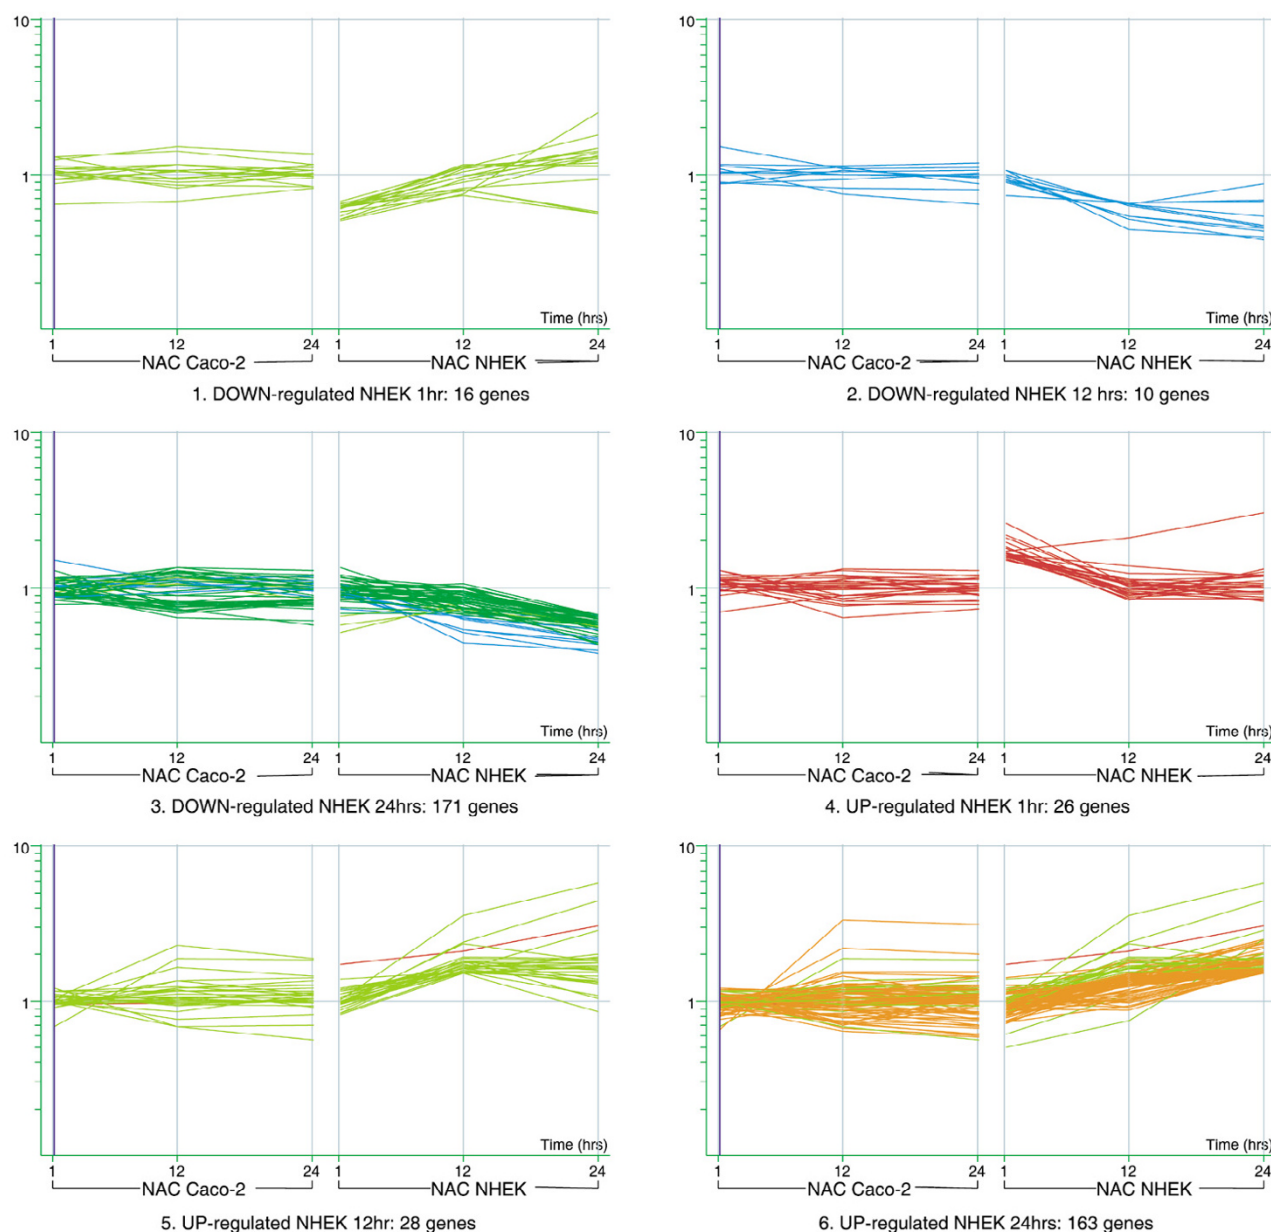 10
1
Time (hrs)
1 12 24 1 12 24
NAC Caco-2 NAC NHEK
1. DOWN-regulated NHEK 1hr: 16 genes
10
1
Time (hrs)
1 12 24 1 12 24
NAC Caco-2 NAC NHEK
2. DOWN-regulated NHEK 12 hrs: 10 genes
10
1
Time (hrs)
1 12 24 1 12 24
NAC Caco-2 NAC NHEK
3. DOWN-regulated NHEK 24hrs: 171 genes
10
1
Time (hrs)
1 12 24 1 12 24
NAC Caco-2 NAC NHEK
4. UP-regulated NHEK 1hr: 26 genes
10
1
Time (hrs)
1 12 24 1 12 24
NAC Caco-2 NAC NHEK
5. UP-regulated NHEK 12hr: 28 genes
10
1
Time (hrs)
1 12 24 1 12 24
NAC Caco-2 NAC NHEK
6. UP-regulated NHEK 24hrs: 163 genes